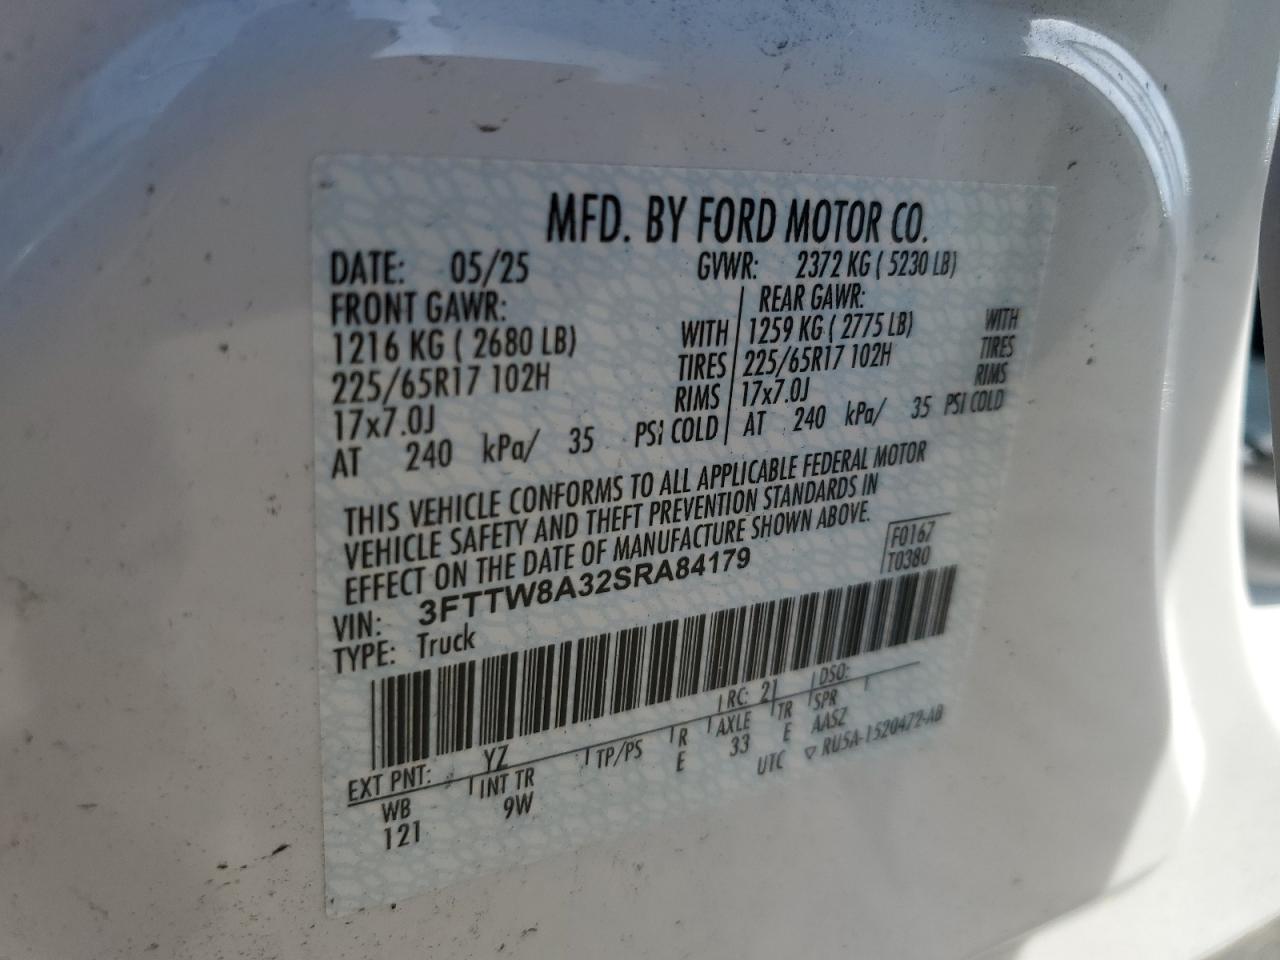 MFD. BY FORD MOTOR CO.
DATE: 05/25 GVWR: 2372 KG ( 5230 LB)
FRONT GAWR: REAR GAWR:
1216 KG ( 2680 LB) WITH 1259 KG ( 2775 LB) WITH
225/65R17 102H TIRES 225/65R17 102H TIRES
17x7.0J RIMS 17x7.0J RIMS
AT 240 kPa/ 35 PSI COLD AT 240 kPa/ 35 PSI COLD
THIS VEHICLE CONFORMS TO ALL APPLICABLE FEDERAL MOTOR
VEHICLE SAFETY AND THEFT PREVENTION STANDARDS IN
EFFECT ON THE DATE OF MANUFACTURE SHOWN ABOVE.
F0167
T0380
VIN: 3FTTW8A32SRA84179
TYPE: Truck
EXT PNT: YZ RC: 21 DSO:
WB INT TR TP/PS R AXLE TR SPR
121 9W E 33 E AASZ
UTC ▽ RU5A-1520472-AB